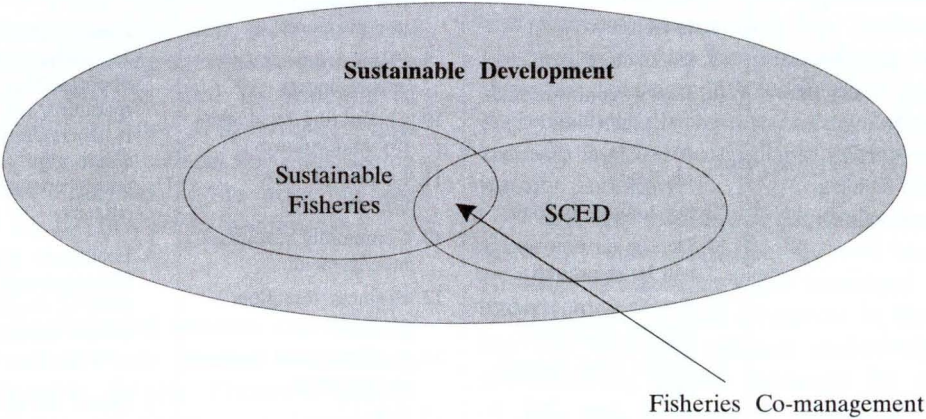 Sustainable Development
Sustainable
Fisheries
SCED
Fisheries Co-management